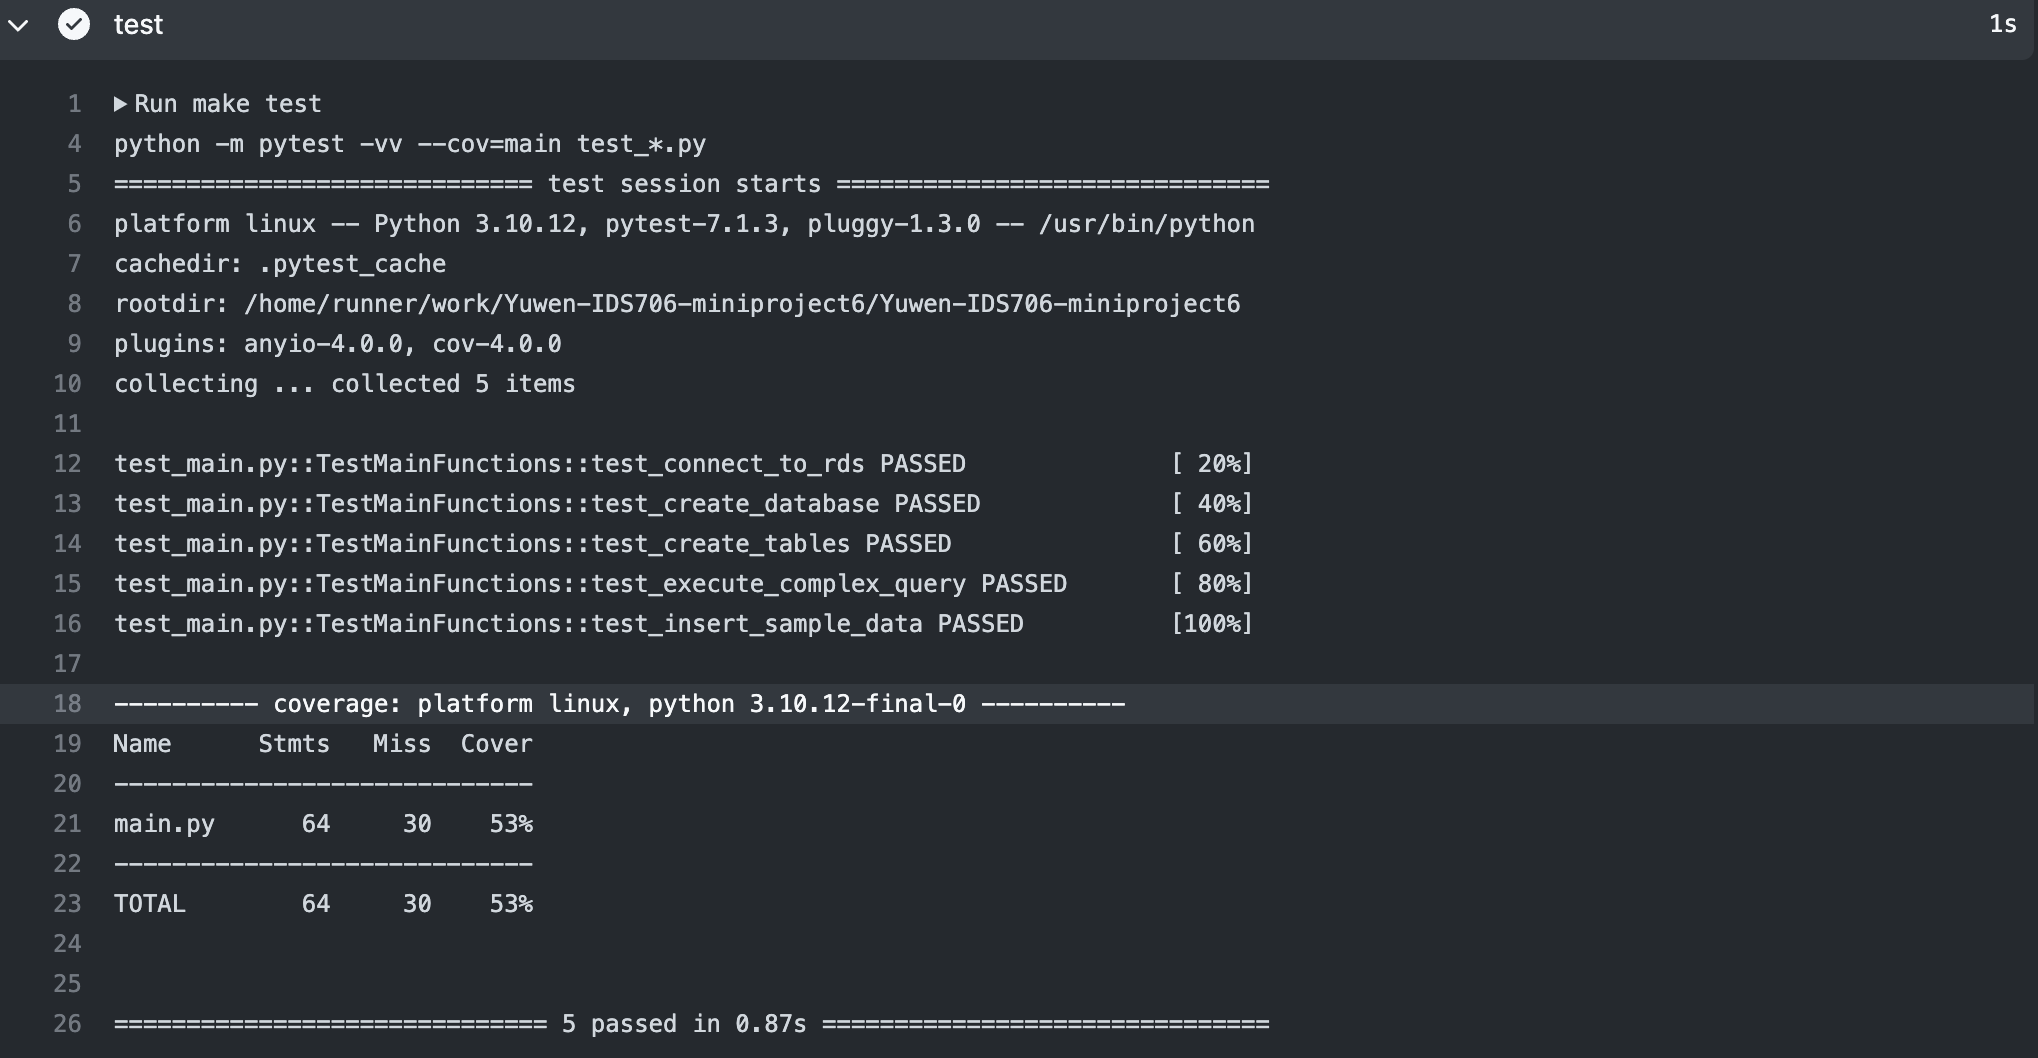 test 1s
1 ▶ Run make test
4 python -m pytest -vv --cov=main test_*.py
5 ============================= test session starts ==============================
6 platform linux -- Python 3.10.12, pytest-7.1.3, pluggy-1.3.0 -- /usr/bin/python
7 cachedir: .pytest_cache
8 rootdir: /home/runner/work/Yuwen-IDS706-miniproject6/Yuwen-IDS706-miniproject6
9 plugins: anyio-4.0.0, cov-4.0.0
10 collecting ... collected 5 items
11
12 test_main.py::TestMainFunctions::test_connect_to_rds PASSED [ 20%]
13 test_main.py::TestMainFunctions::test_create_database PASSED [ 40%]
14 test_main.py::TestMainFunctions::test_create_tables PASSED [ 60%]
15 test_main.py::TestMainFunctions::test_execute_complex_query PASSED [ 80%]
16 test_main.py::TestMainFunctions::test_insert_sample_data PASSED [100%]
17
18 ---------- coverage: platform linux, python 3.10.12-final-0 ----------
19 Name Stmts Miss Cover
20 -----------------------------
21 main.py 64 30 53%
22 -----------------------------
23 TOTAL 64 30 53%
24
25
26 ============================== 5 passed in 0.87s ===============================